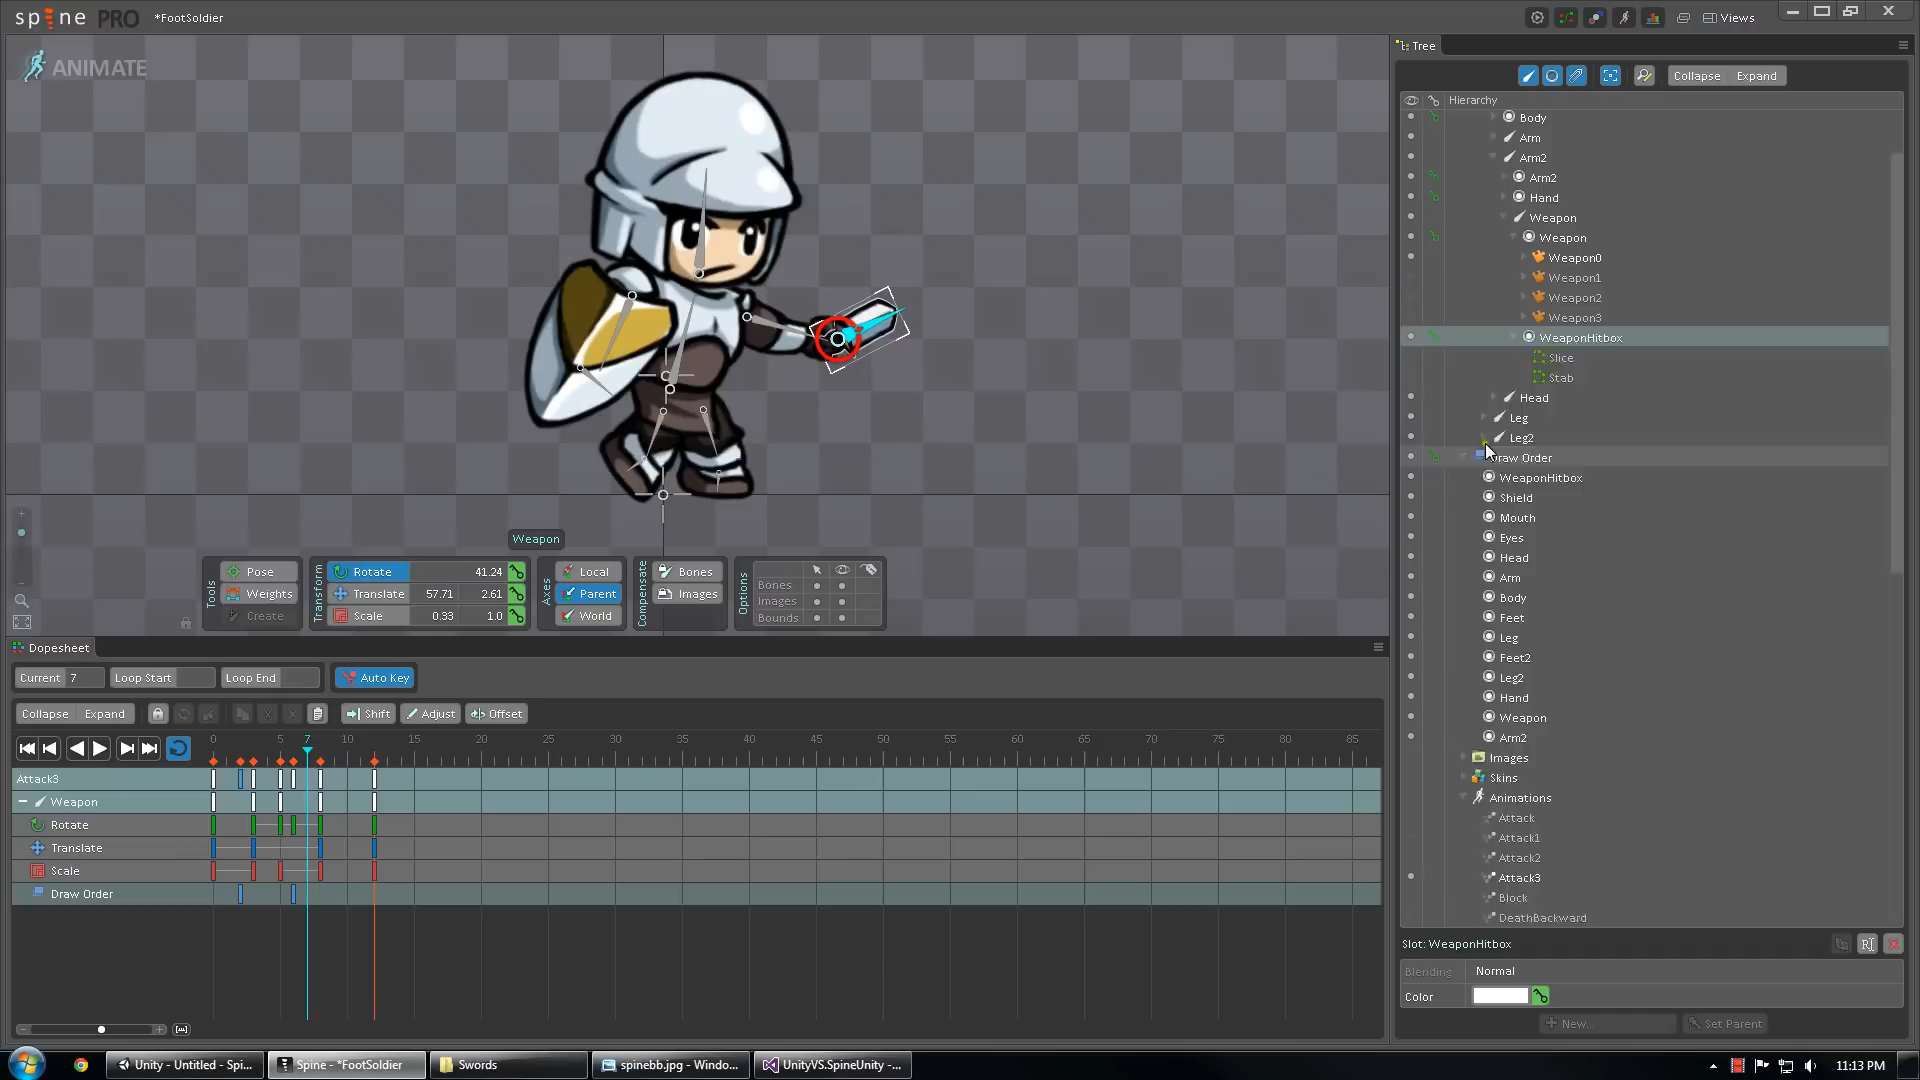 spine PRO *FootSoldier Views
ANIMATE
Weapon
Tools
Pose
Weights
Create
Transform
Rotate 41.24
Translate 57.71 2.61
Scale 0.33 1.0
Axes
Local
Parent
World
Compensate
Bones
Images
Options
Bones
Images
Bounds
Dopesheet
Current 7 Loop Start Loop End Auto Key
Collapse Expand Shift Adjust Offset
0 5 7 10 15 20 25 30 35 40 45 50 55 60 65 70 75 80 85
Attack3
Weapon
Rotate
Translate
Scale
Draw Order
Tree
Collapse Expand
Hierarchy
Body
Arm
Arm2
Arm2
Hand
Weapon
Weapon
Weapon0
Weapon1
Weapon2
Weapon3
WeaponHitbox
Slice
Stab
Head
Leg
Leg2
Draw Order
WeaponHitbox
Shield
Mouth
Eyes
Head
Arm
Body
Feet
Leg
Feet2
Leg2
Hand
Weapon
Arm2
Images
Skins
Animations
Attack
Attack1
Attack2
Attack3
Block
DeathBackward
Slot: WeaponHitbox
Blending Normal
Color
New... Set Parent
Unity - Untitled - Spi... Spine - *FootSoldier Swords spinebb.jpg - Windo... UnityVS.SpineUnity -... 11:13 PM